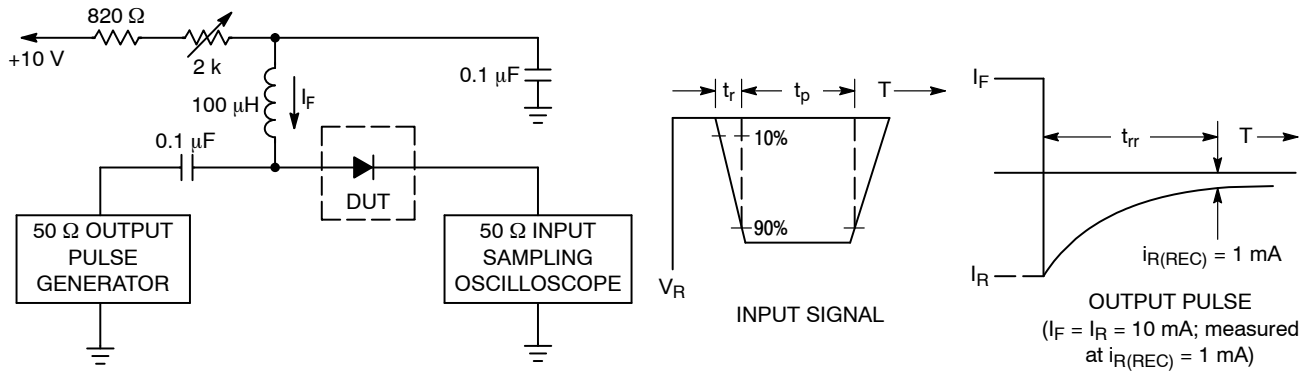 820 Ω
+10 V
2 k
100 μH
I_F
0.1 μF
0.1 μF
DUT
50 Ω OUTPUT
PULSE
GENERATOR
50 Ω INPUT
SAMPLING
OSCILLOSCOPE
t_r
t_p
T
10%
90%
V_R
INPUT SIGNAL
I_F
t_rr
T
I_R
i_R(REC) = 1 mA
OUTPUT PULSE
(I_F = I_R = 10 mA; measured
at i_R(REC) = 1 mA)